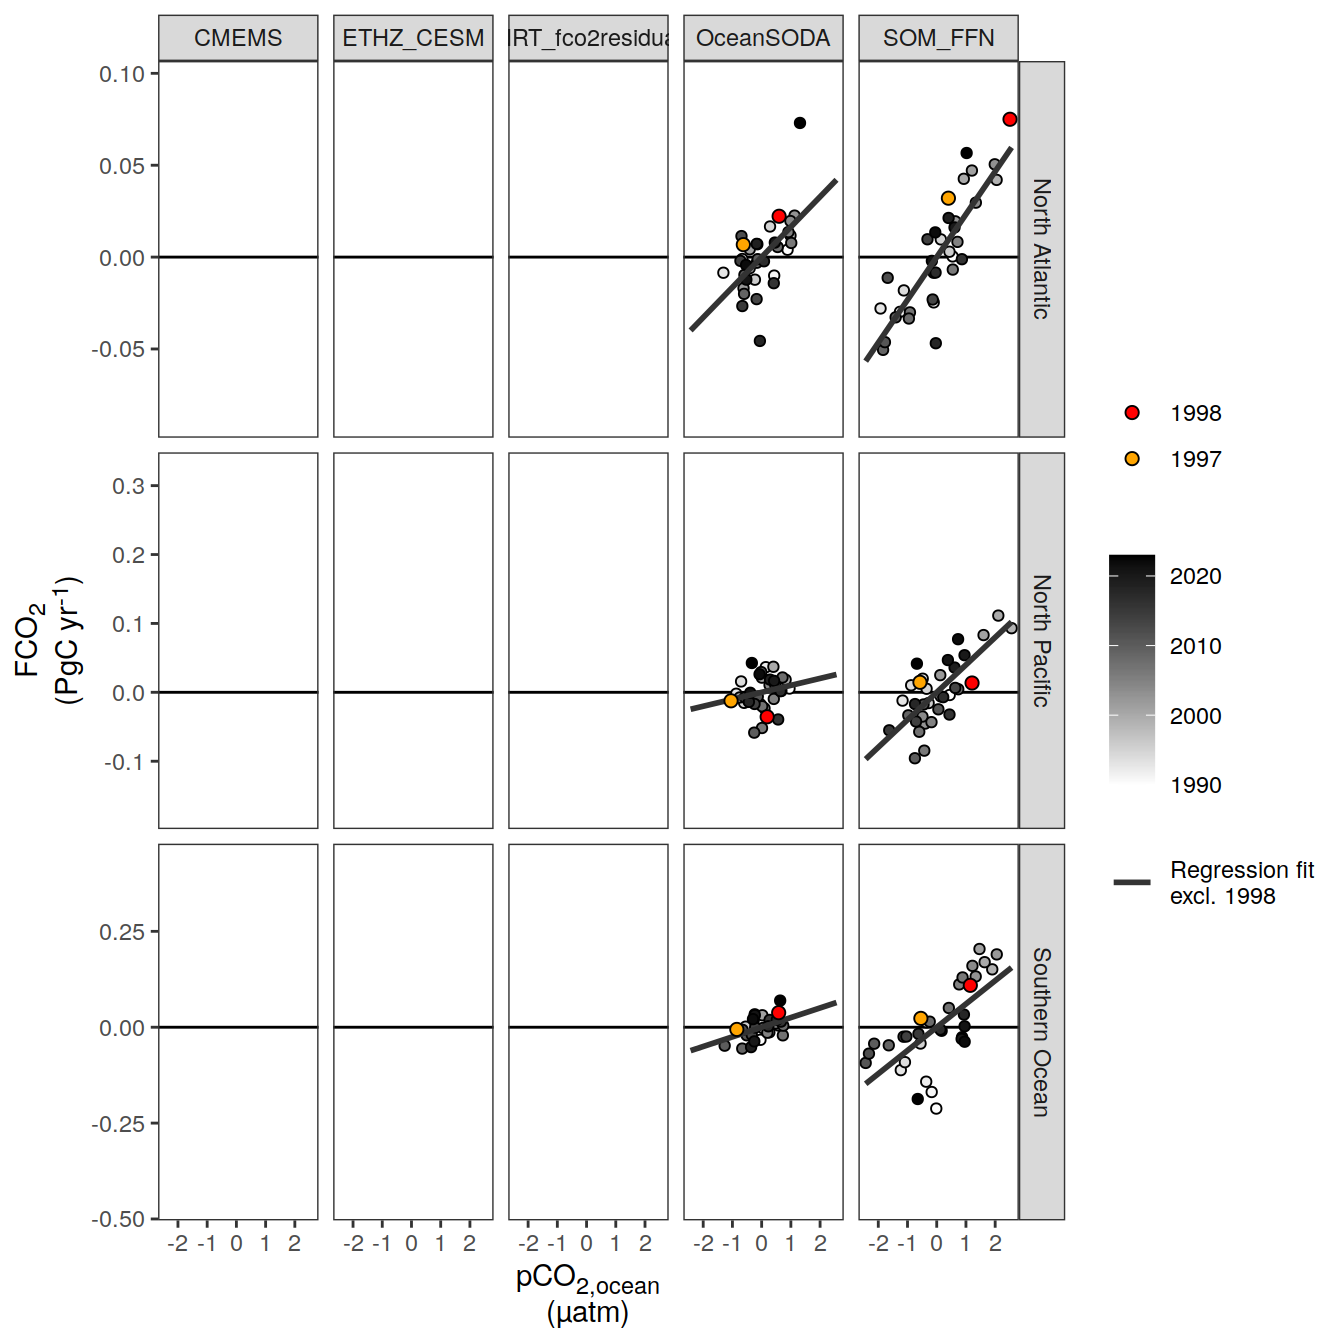 CMEMS ETHZ_CESM RT_fco2residua OceanSODA SOM_FFN
0.10
0.05
0.00
-0.05
North Atlantic
0.3
0.2
0.1
0.0
-0.1
North Pacific
0.25
0.00
-0.25
-0.50
Southern Ocean
-2 -1 0 1 2 -2 -1 0 1 2 -2 -1 0 1 2 -2 -1 0 1 2 -2 -1 0 1 2
pCO2,ocean
(µatm)
FCO2
(PgC yr-1)
1998
1997
2020
2010
2000
1990
Regression fit
excl. 1998